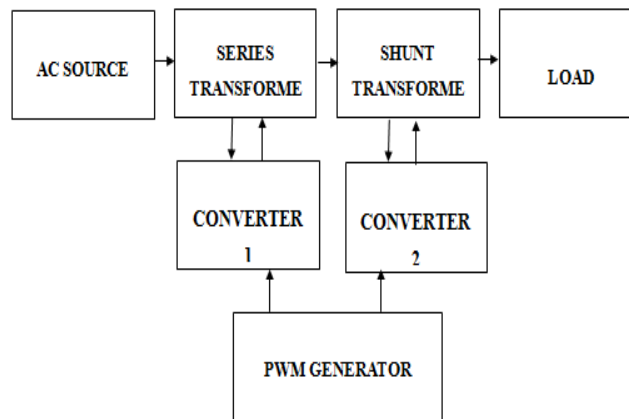 AC SOURCE
SERIES
TRANSFORME
SHUNT
TRANSFORME
LOAD
CONVERTER
1
CONVERTER
2
PWM GENERATOR